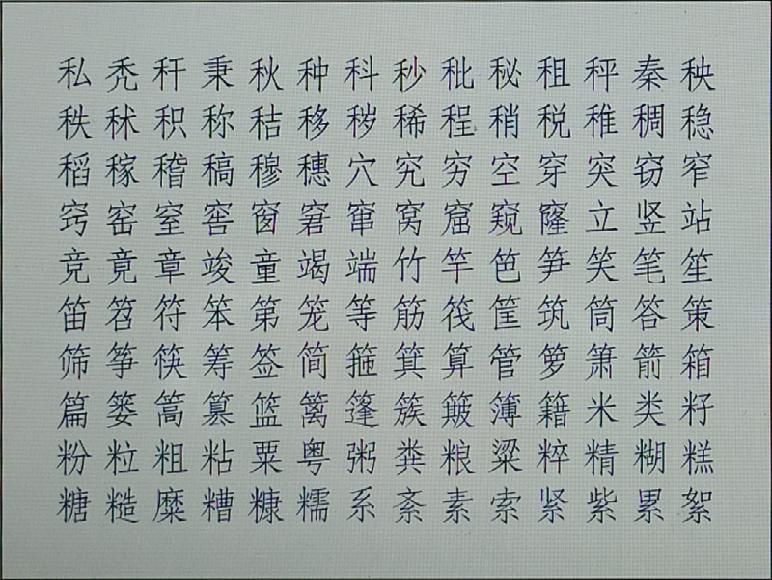 私秃秆秉秋种科秒秕秘租秤秦秧
秩秫积称秸移秽稀程稍税稚稠稳
稻稼稽稿穆穗穴究穷空穿突窃窄
窍窑窒窖窗窘窜窝窟窥窿立竖站
竞竟章竣童竭端竹竿笆笋笑笔笙
笛笤符笨第笼等筋筏筐筑筒答策
筛筝筷筹签简箍箕算管箩箫箭箱
篇篓篙篡篮篱篷簇簸簿籍米类籽
粉粒粗粘粟粤粥粪粮粱粹精糊糕
糖糙糜糟糠糯系紊素索紧紫累絮